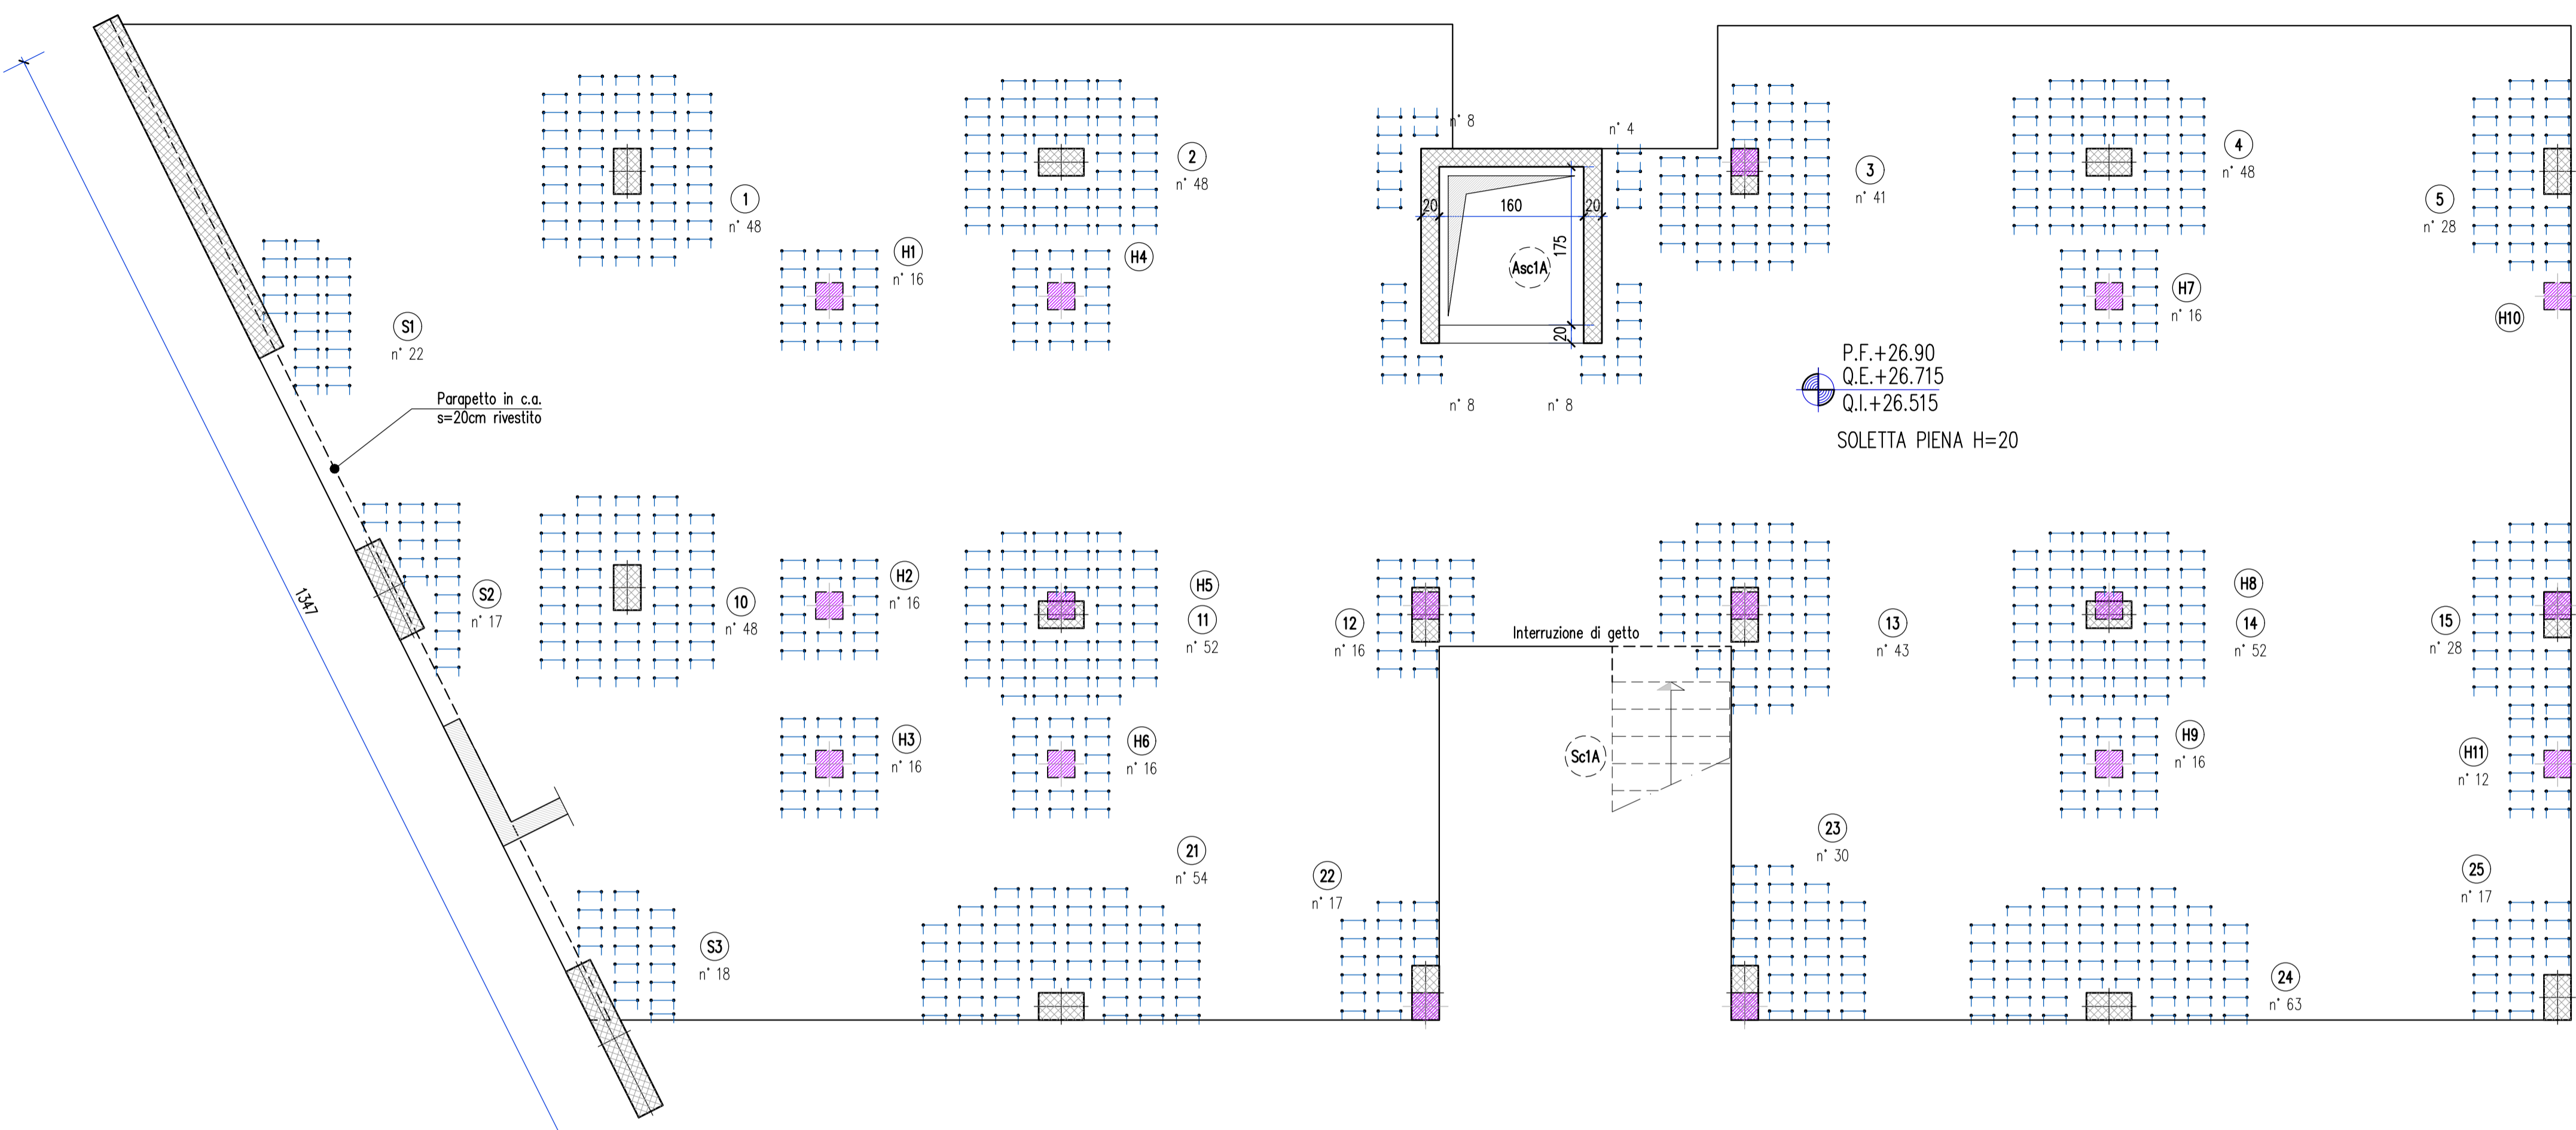 n° 8
n° 4
2
n° 48
3
n° 41
4
n° 48
1
n° 48
5
n° 28
20
160
20
175
20
Asc1A
H1
n° 16
H4
H7
n° 16
H10
S1
n° 22
P.F.+26.90
Q.E.+26.715
Q.I.+26.515
SOLETTA PIENA H=20
Parapetto in c.a.
s=20cm rivestito
n° 8
n° 8
1347
S2
n° 17
10
n° 48
H2
n° 16
H5
11
n° 52
12
n° 16
Interruzione di getto
13
n° 43
H8
14
n° 52
15
n° 28
H3
n° 16
H6
n° 16
Sc1A
H9
n° 16
H11
n° 12
21
n° 54
22
n° 17
23
n° 30
25
n° 17
S3
n° 18
24
n° 63